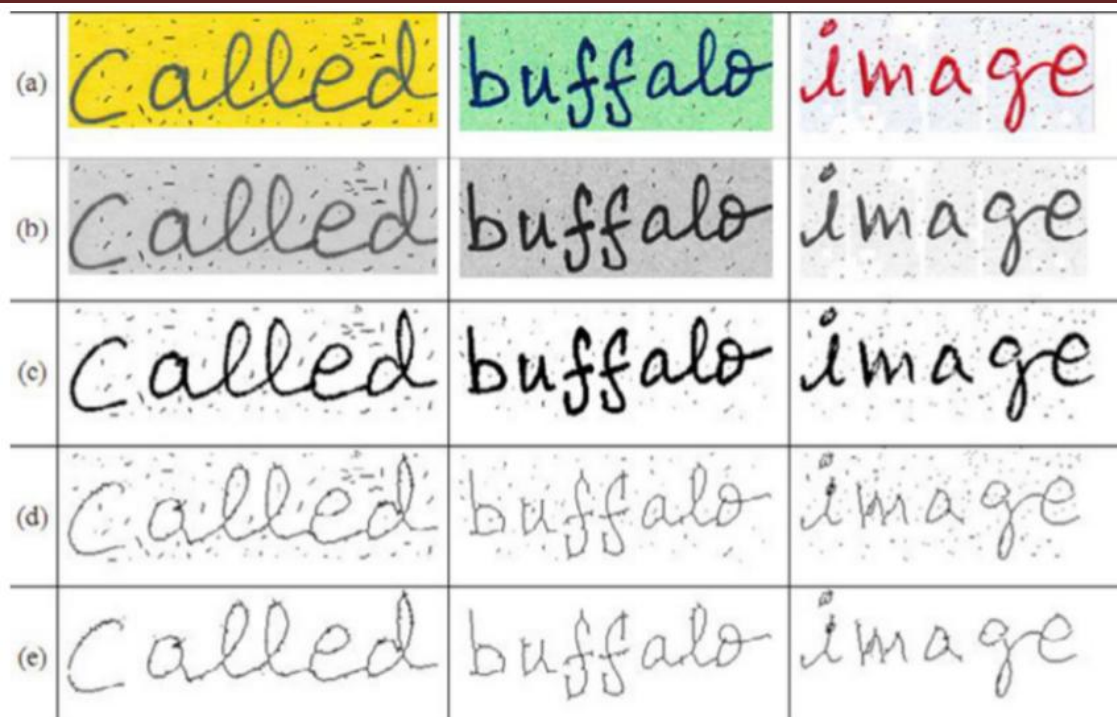 (a) Called buffalo image
(b) Called buffalo image
(c) Called buffalo image
(d) Called buffalo image
(e) Called buffalo image